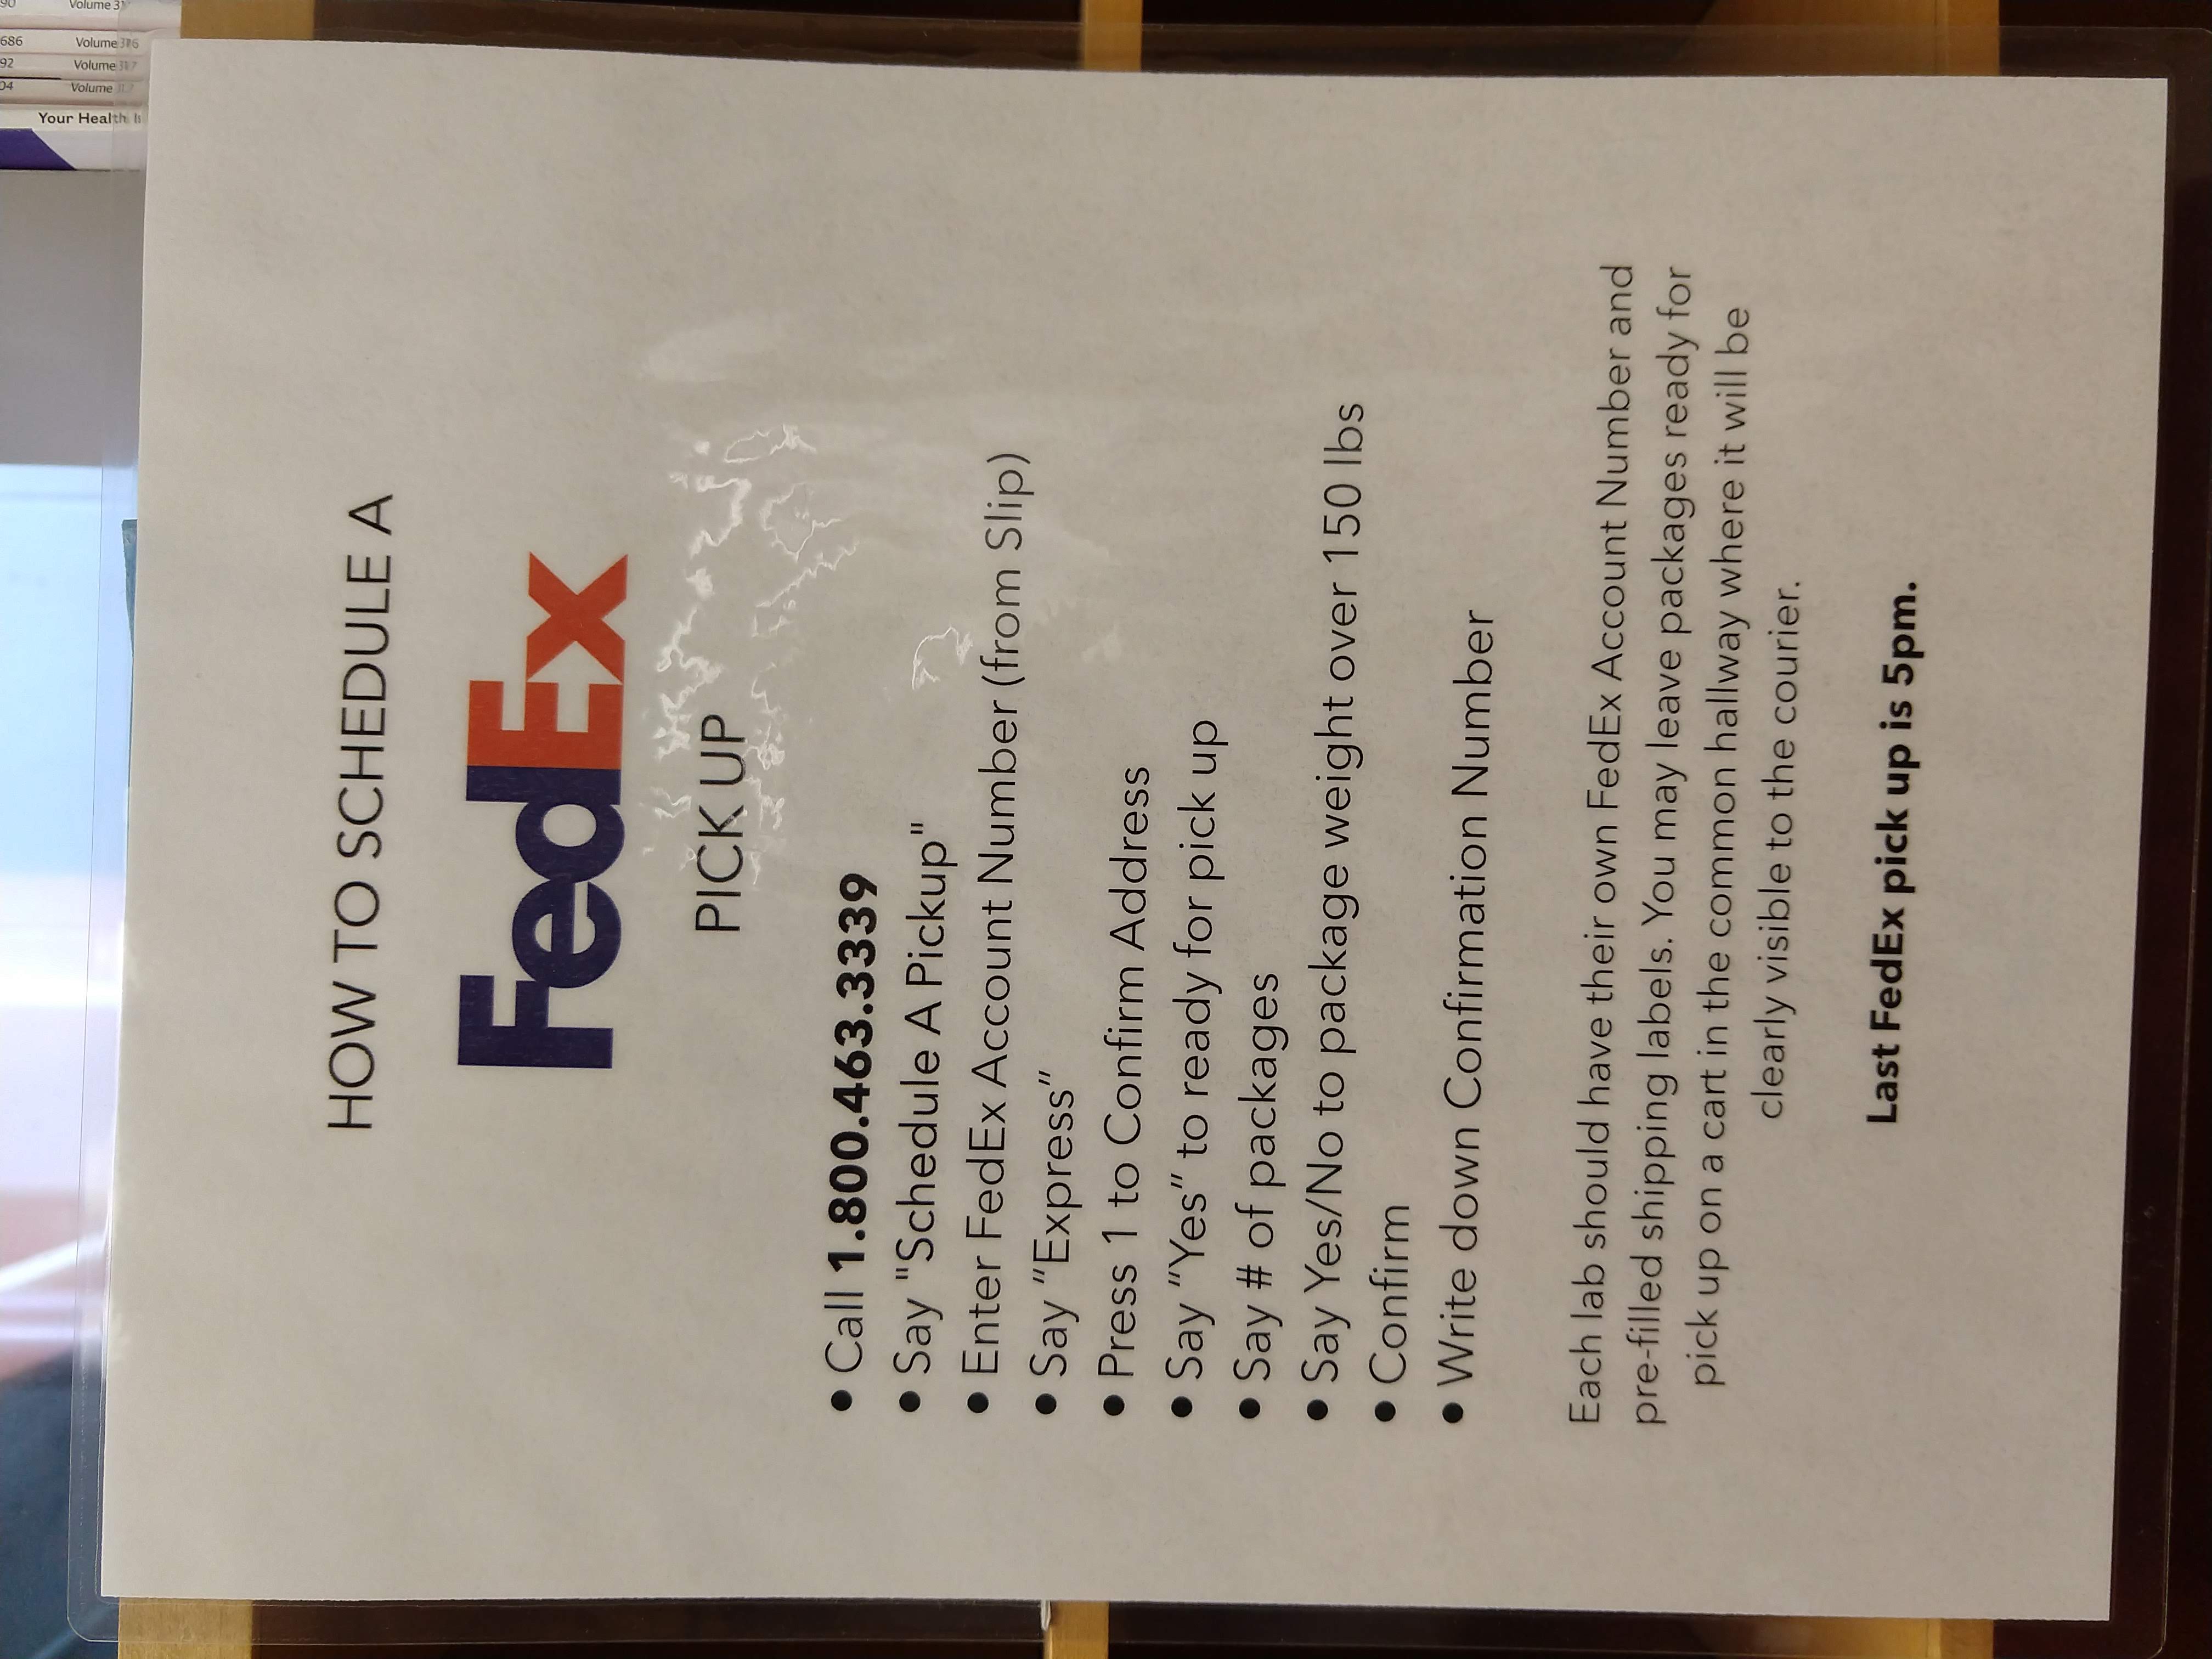 HOW TO SCHEDULE A
FedEx
PICK UP
• Call 1.800.463.3339
• Say "Schedule A Pickup"
• Enter FedEx Account Number (from Slip)
• Say “Express”
• Press 1 to Confirm Address
• Say “Yes” to ready for pick up
• Say # of packages
• Say Yes/No to package weight over 150 lbs
• Confirm
• Write down Confirmation Number
Each lab should have their own FedEx Account Number and
pre-filled shipping labels. You may leave packages ready for
pick up on a cart in the common hallway where it will be
clearly visible to the courier.
Last FedEx pick up is 5pm.
Your Health
Volume
Volume
Volume
Volume